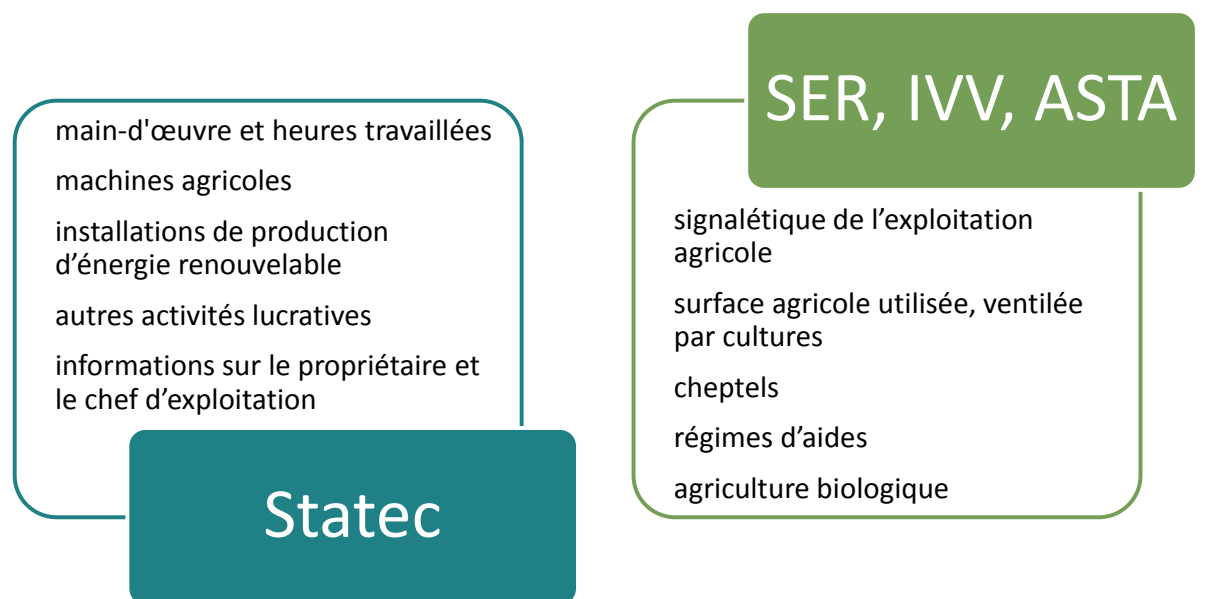 main-d'œuvre et heures travaillées
machines agricoles
installations de production
d’énergie renouvelable
autres activités lucratives
informations sur le propriétaire et
le chef d’exploitation
Statec
SER, IVV, ASTA
signalétique de l’exploitation
agricole
surface agricole utilisée, ventilée
par cultures
cheptels
régimes d’aides
agriculture biologique